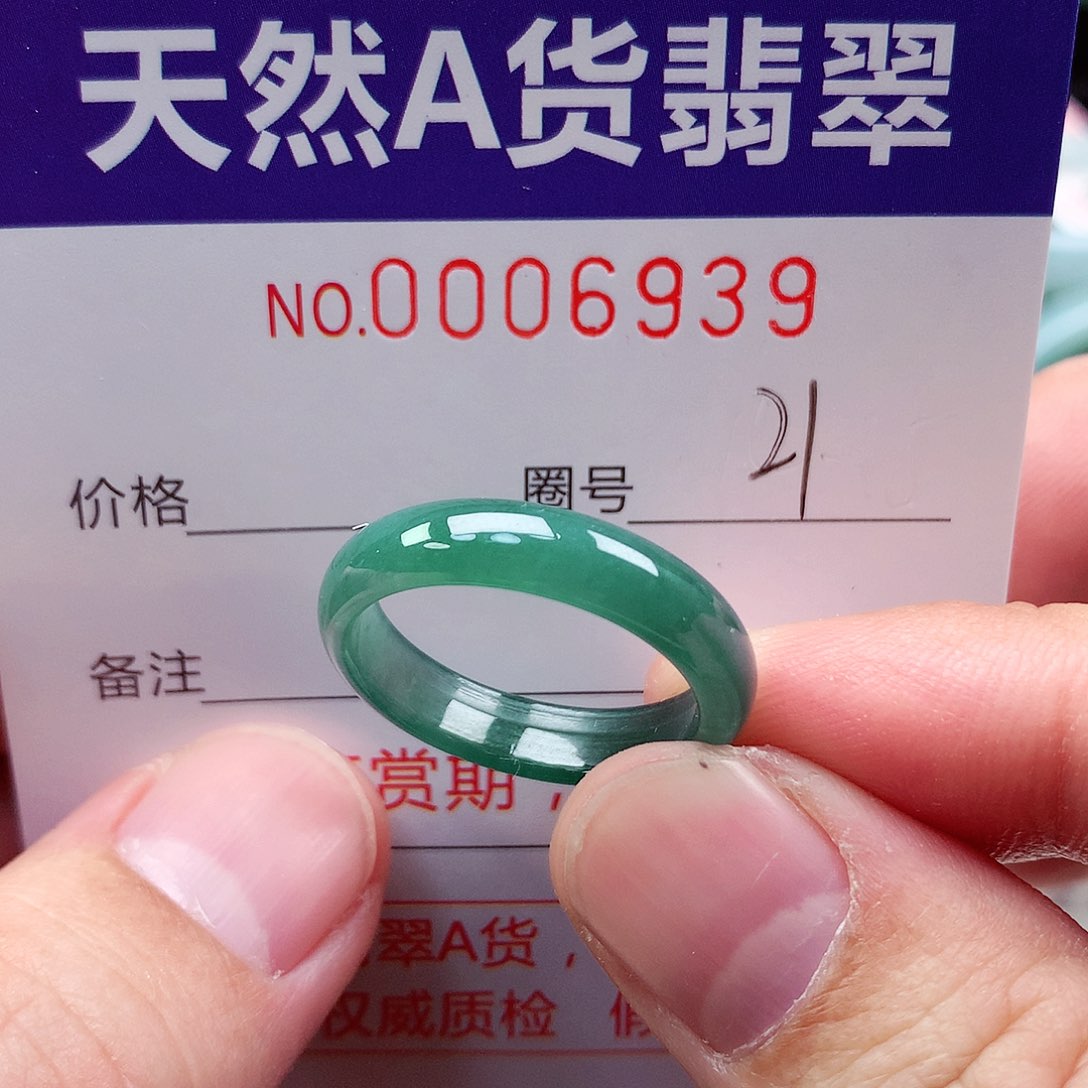 天然A货翡翠
NO.0006939
价格 圈号 21
备注
赏期，
翠A货，
权威质检